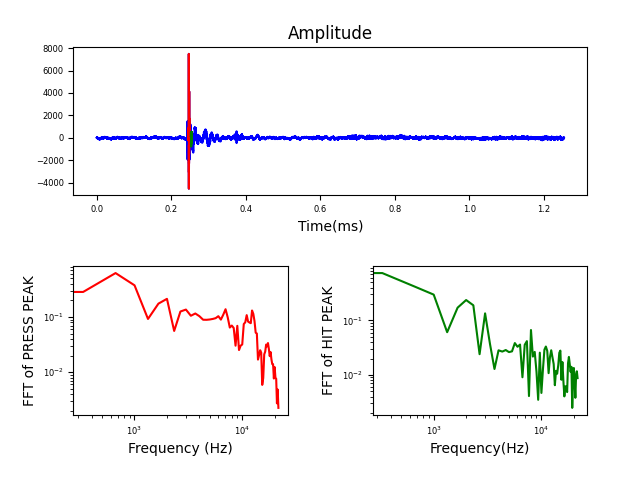 Amplitude
8000
6000
4000
2000
0
−2000
−4000
0.0 0.2 0.4 0.6 0.8 1.0 1.2
Time(ms)
FFT of PRESS PEAK
10⁻¹
10⁻²
10³ 10⁴
Frequency (Hz)
FFT of HIT PEAK
10⁻¹
10⁻²
10³ 10⁴
Frequency(Hz)